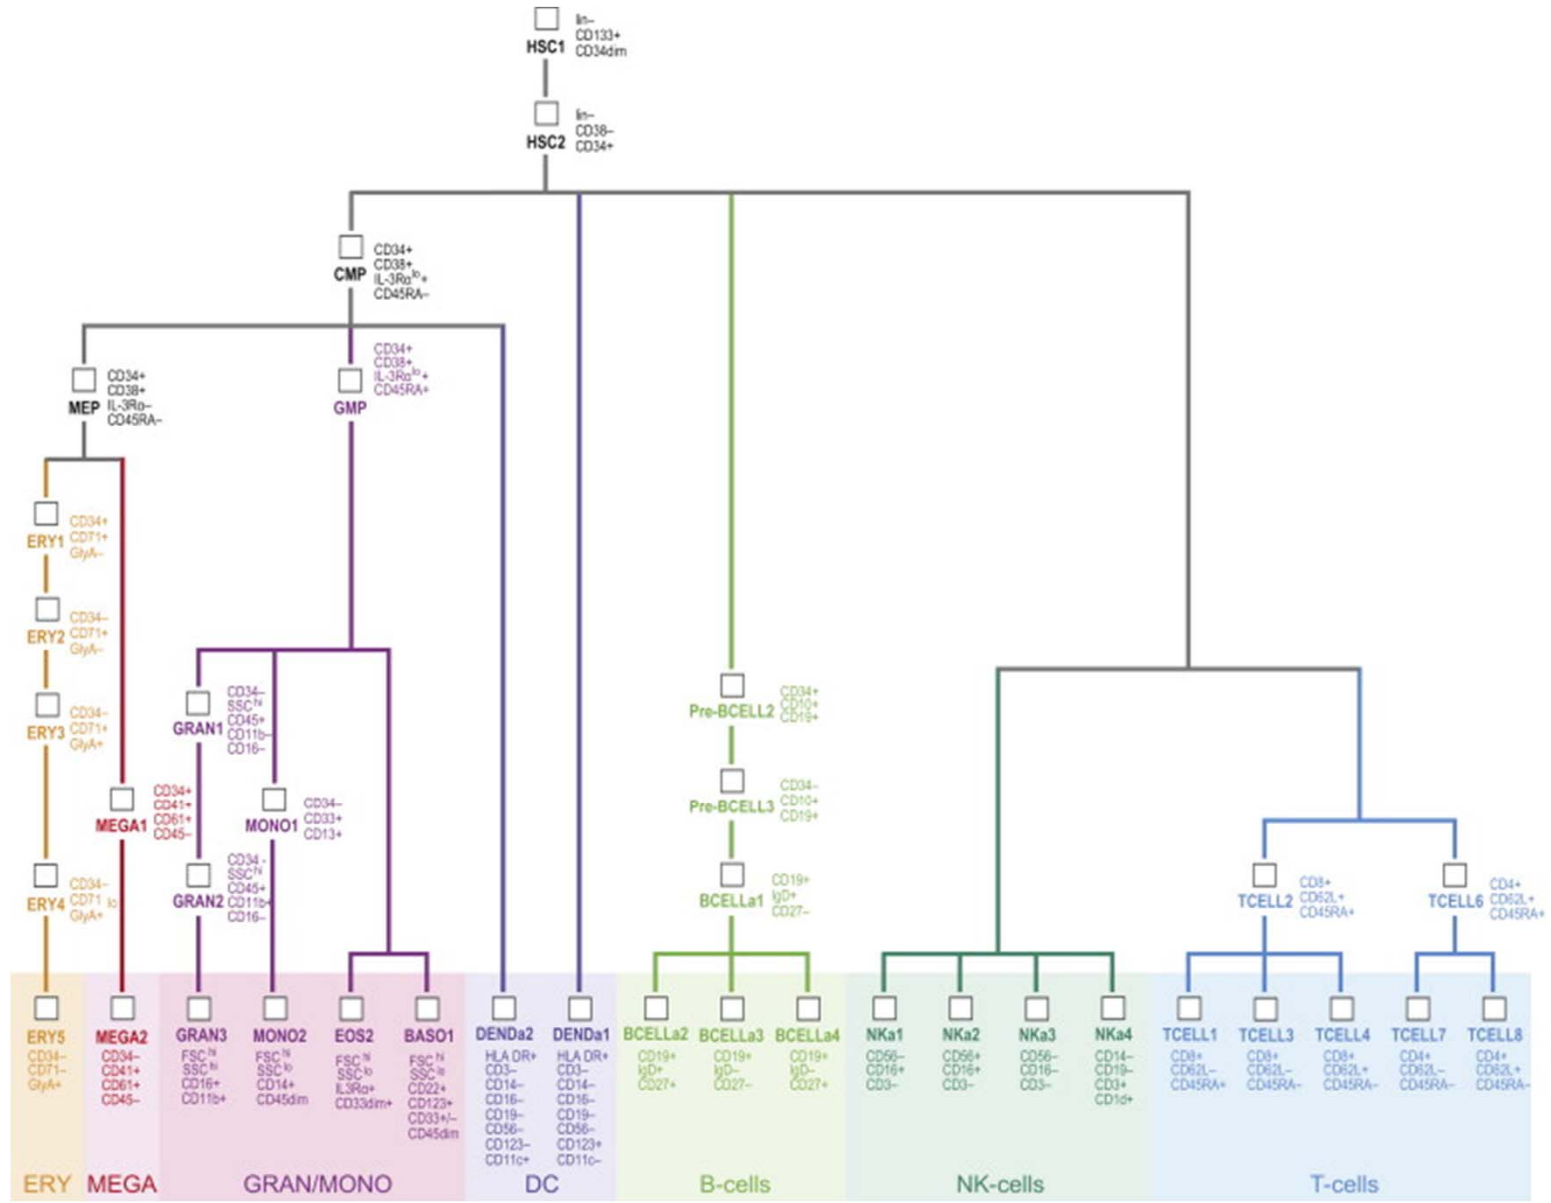 lin–
CD133+
CD34dim
HSC1
lin–
CD38–
CD34+
HSC2
CD34+
CD38+
IL-3Rα lo +
CD45RA–
CMP
CD34+
CD38+
IL-3Rα lo +
CD45RA+
GMP
CD34+
CD38+
IL-3Rα–
CD45RA–
MEP
ERY1
CD34+
CD71+
GlyA–
ERY2
CD34–
CD71+
GlyA–
ERY3
CD34–
CD71+
GlyA+
GRAN1
CD34–
SSC hi
CD45+
CD11b–
CD16–
Pre-BCELL2
CD34+
CD10+
CD19+
MEGA1
CD34+
CD41+
CD61+
CD45–
MONO1
CD34–
CD33+
CD13+
Pre-BCELL3
CD34–
CD10+
CD19+
ERY4
CD34–
CD71 lo
GlyA+
GRAN2
CD34-
SSC hi
CD45+
CD11b+
CD16–
BCELLa1
CD19+
IgD+
CD27–
TCELL2
CD8+
CD62L+
CD45RA+
TCELL6
CD4+
CD62L+
CD45RA+
ERY5
CD34–
CD71–
GlyA+
MEGA2
CD34–
CD41+
CD61+
CD45–
GRAN3
FSC hi
SSC hi
CD16+
CD11b+
MONO2
FSC hi
SSC lo
CD14+
CD45dim
EOS2
FSC hi
SSC lo
IL3Rα+
CD33dim+
BASO1
FSC hi
SSC lo
CD22+
CD123+
CD33+/–
CD45dim
DENDa2
HLA DR+
CD3–
CD14–
CD16–
CD19–
CD56–
CD123–
CD11c+
DENDa1
HLA DR+
CD3–
CD14–
CD16–
CD19–
CD56–
CD123+
CD11c–
BCELLa2
CD19+
IgD+
CD27+
BCELLa3
CD19+
IgD–
CD27–
BCELLa4
CD19+
IgD–
CD27+
NKa1
CD56–
CD16+
CD3–
NKa2
CD56+
CD16+
CD3–
NKa3
CD56–
CD16–
CD3–
NKa4
CD14–
CD19–
CD3+
CD1d+
TCELL1
CD8+
CD62L–
CD45RA+
TCELL3
CD8+
CD62L–
CD45RA–
TCELL4
CD8+
CD62L+
CD45RA–
TCELL7
CD4+
CD62L–
CD45RA–
TCELL8
CD4+
CD62L+
CD45RA–
ERY
MEGA
GRAN/MONO
DC
B-cells
NK-cells
T-cells